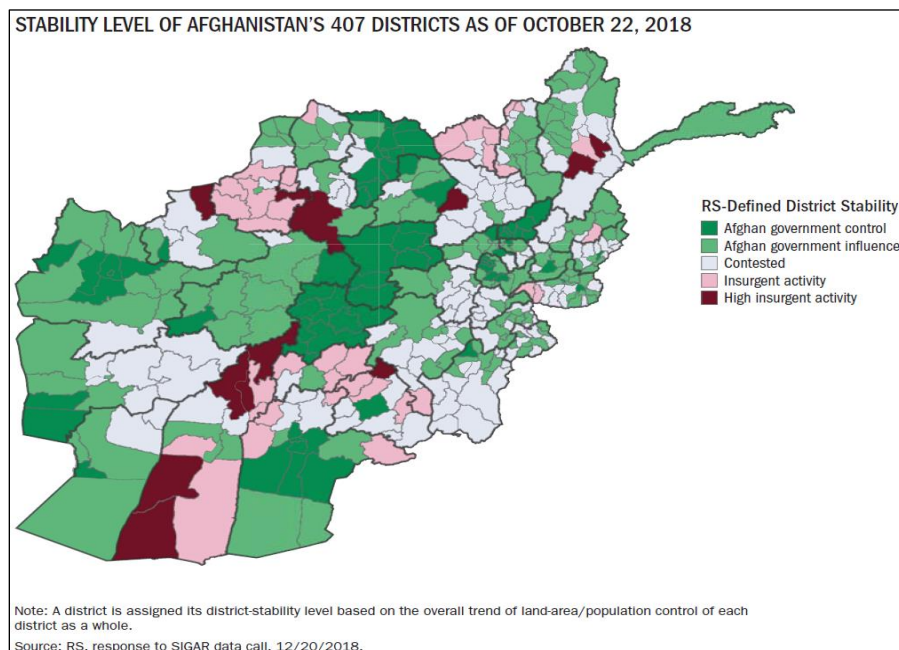 STABILITY LEVEL OF AFGHANISTAN'S 407 DISTRICTS AS OF OCTOBER 22, 2018
RS-Defined District Stability
Afghan government control
Afghan government influence
Contested
Insurgent activity
High insurgent activity
Note: A district is assigned its district-stability level based on the overall trend of land-area/population control of each
district as a whole.
Source: RS, response to SIGAR data call, 12/20/2018.